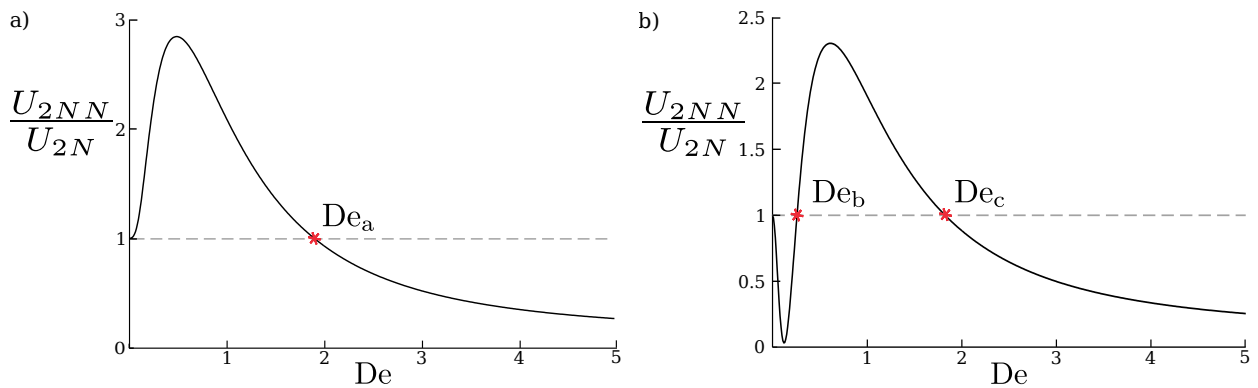 a)
3
2
1
0
U_{2NN}
U_{2N}
De_a
1 2 3 4 5
De
b)
2.5
2
1.5
1
0.5
0
U_{2NN}
U_{2N}
De_b De_c
1 2 3 4 5
De